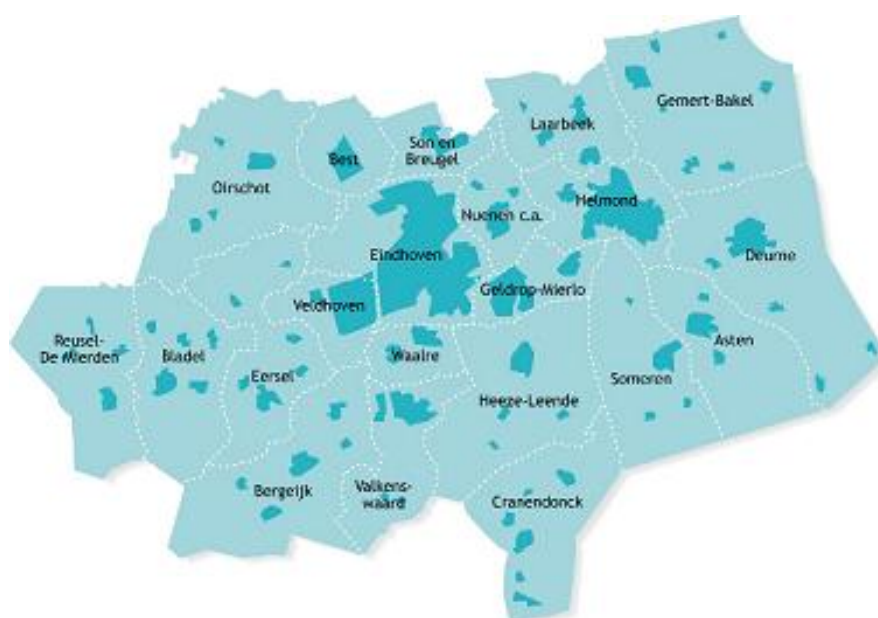 Gemert-Bakel
Laarbeek
Son en
Breugel
Best
Oirschot
Helmond
Nuenen c.a.
Eindhoven
Deurne
Geldrop-Mierlo
Veldhoven
Reusel-
De Mierden
Bladel
Waalre
Asten
Eersel
Someren
Heeze-Leende
Bergeijk
Valkens-
waard
Cranendonck